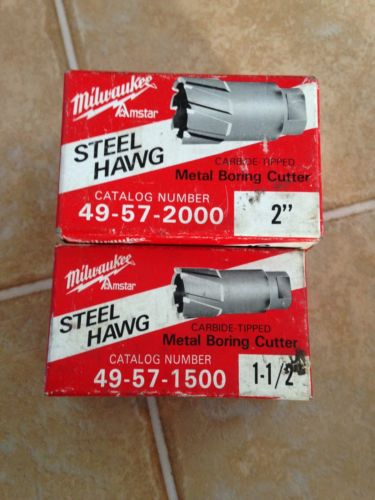 Milwaukee
Amstar
STEEL
HAWG
CARBIDE-TIPPED
Metal Boring Cutter
CATALOG NUMBER
49-57-2000
2"
Milwaukee
Amstar
STEEL
HAWG
CARBIDE-TIPPED
Metal Boring Cutter
CATALOG NUMBER
49-57-1500
1-1/2"